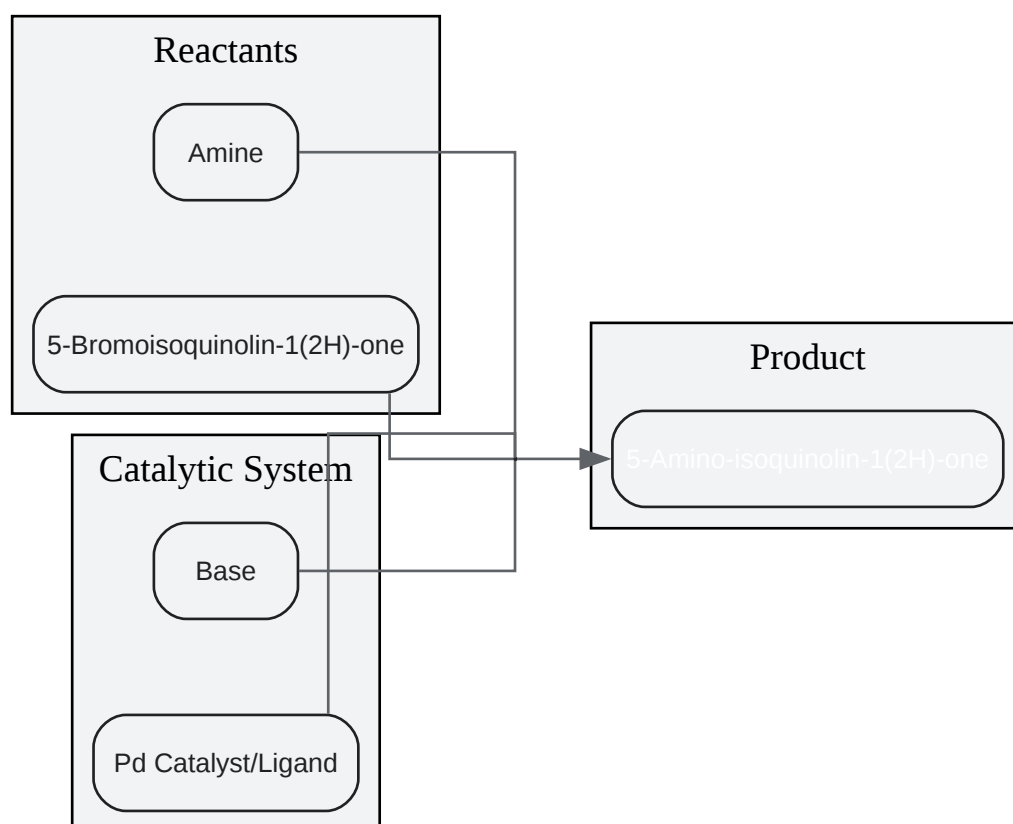 Reactants
Amine
5-Bromoisoquinolin-1(2H)-one
Catalytic System
Base
Pd Catalyst/Ligand
Product
5-Amino-isoquinolin-1(2H)-one